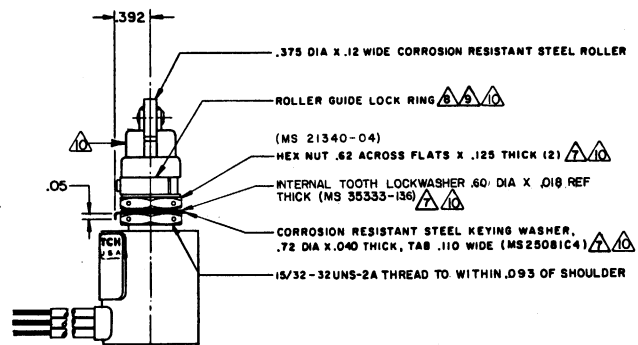 .392
.375 DIA X .12 WIDE CORROSION RESISTANT STEEL ROLLER
ROLLER GUIDE LOCK RING 8 9 10
10
(MS 21340-04)
HEX NUT .62 ACROSS FLATS X .125 THICK (2) 7 10
.05
INTERNAL TOOTH LOCKWASHER .60 DIA X .018 REF
THICK (MS 35333-136) 7 10
CORROSION RESISTANT STEEL KEYING WASHER,
.72 DIA X .040 THICK, TAB .110 WIDE (MS25081C4) 7 10
TCH
USA
15/32-32UNS-2A THREAD TO WITHIN .093 OF SHOULDER